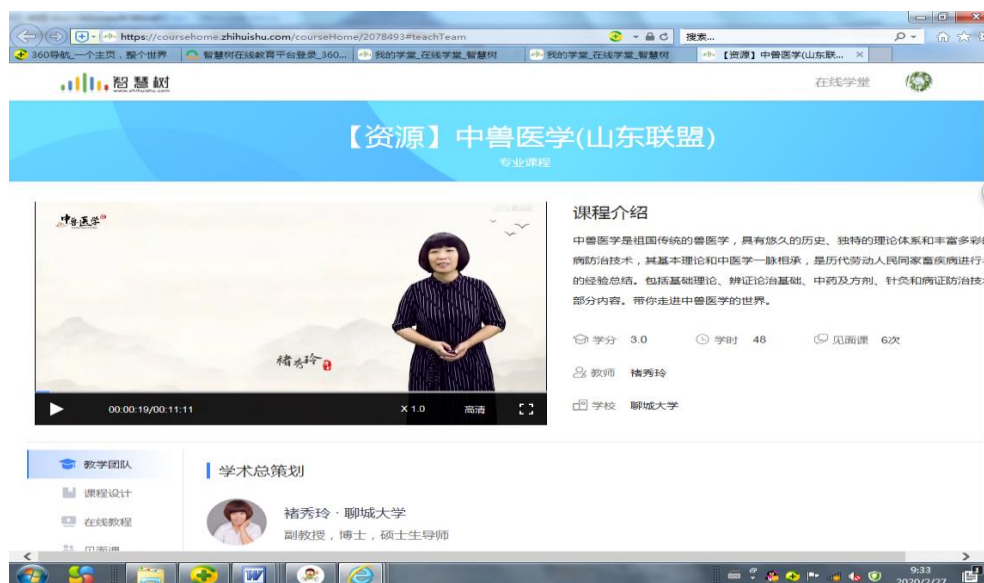 https://coursehome.zhihuishu.com/courseHome/2078493#teachTeam
搜索...
360导航_一个主页，整个世界
智慧树在线教育平台登录_360...
我的学堂_在线学堂_智慧树
我的学堂_在线学堂_智慧树
【资源】中兽医学(山东联...
智慧树
www.zhihuishu.com
在线学堂
【资源】中兽医学(山东联盟)
专业课程
中兽医学
褚秀玲
00:00:19/00:11:11
X 1.0
高清
课程介绍
中兽医学是祖国传统的兽医学，具有悠久的历史、独特的理论体系和丰富多彩
病防治技术，其基本理论和中医学一脉相承，是历代劳动人民同家畜疾病进行
的经验总结。包括基础理论、辨证论治基础、中药及方剂、针灸和病证防治技
部分内容。带你走进中兽医学的世界。
学分 3.0
学时 48
见面课 6次
教师 褚秀玲
学校 聊城大学
教学团队
课程设计
在线教程
见面课
学术总策划
褚秀玲·聊城大学
副教授，博士，硕士生导师
9:33
2020/2/27